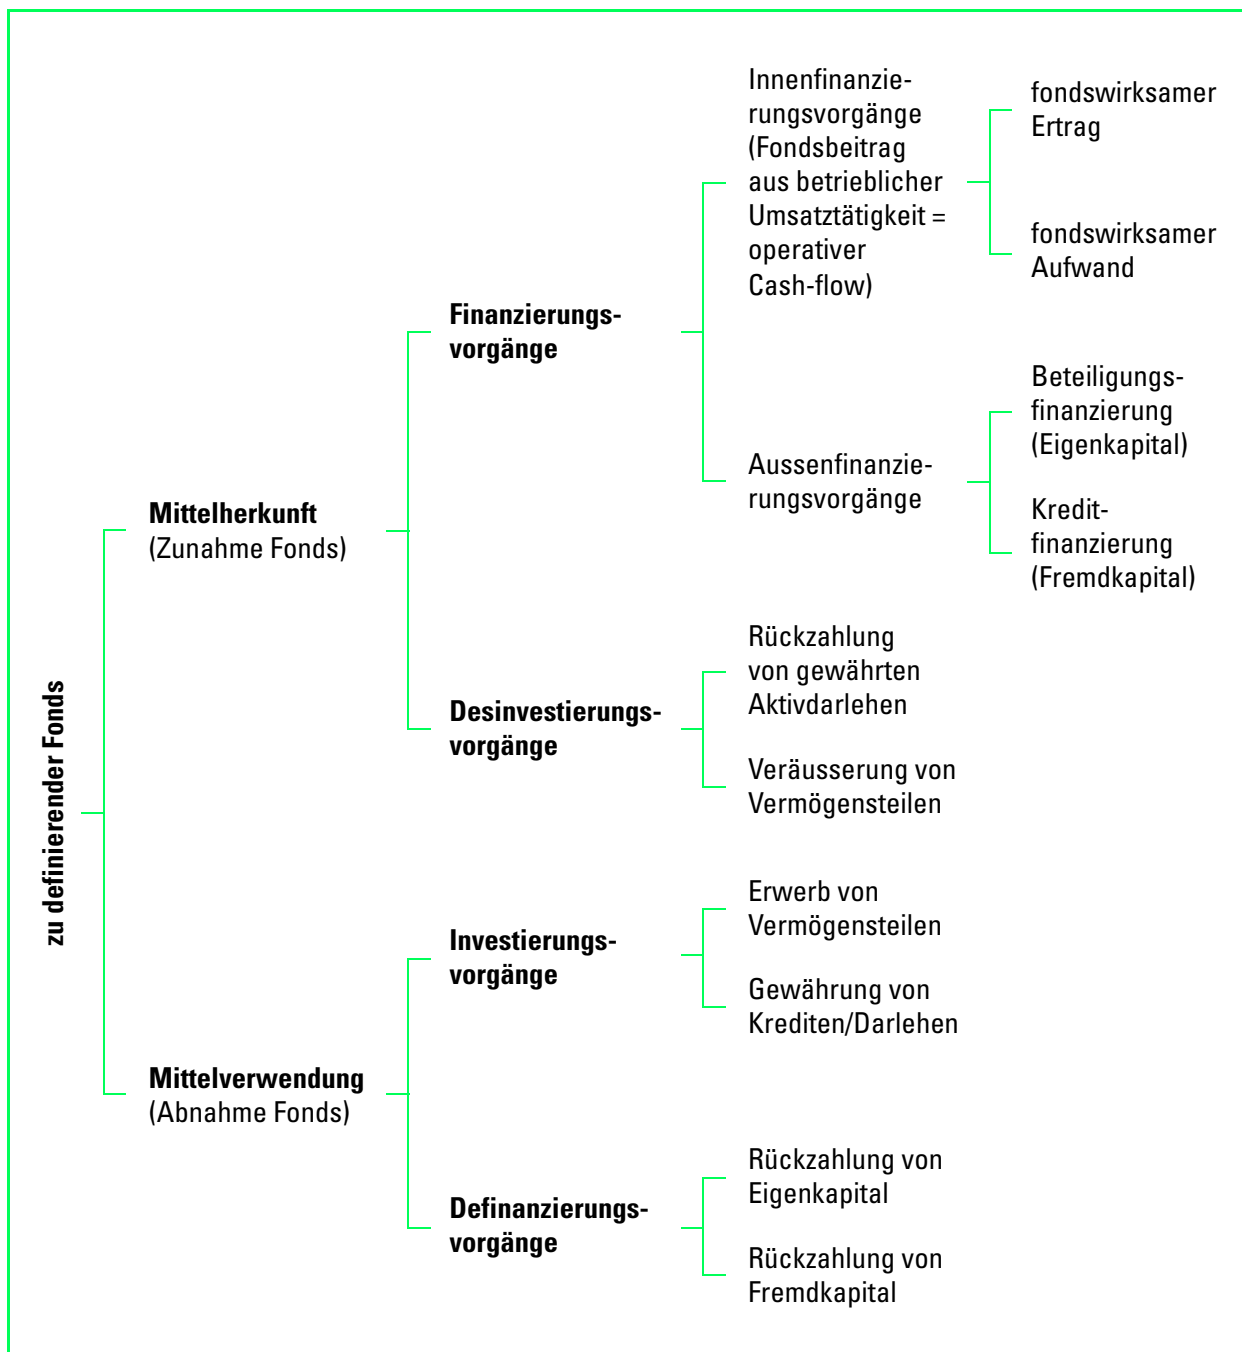 zu definierender Fonds
Mittelherkunft
(Zunahme Fonds)
Finanzierungs-
vorgänge
Innenfinanzie-
rungsvorgänge
(Fondsbeitrag
aus betrieblicher
Umsatztätigkeit =
operativer
Cash-flow)
fondswirksamer
Ertrag
fondswirksamer
Aufwand
Aussenfinanzie-
rungsvorgänge
Beteiligungs-
finanzierung
(Eigenkapital)
Kredit-
finanzierung
(Fremdkapital)
Desinvestierungs-
vorgänge
Rückzahlung
von gewährten
Aktivdarlehen
Veräusserung von
Vermögensteilen
Mittelverwendung
(Abnahme Fonds)
Investierungs-
vorgänge
Erwerb von
Vermögensteilen
Gewährung von
Krediten/Darlehen
Definanzierungs-
vorgänge
Rückzahlung von
Eigenkapital
Rückzahlung von
Fremdkapital